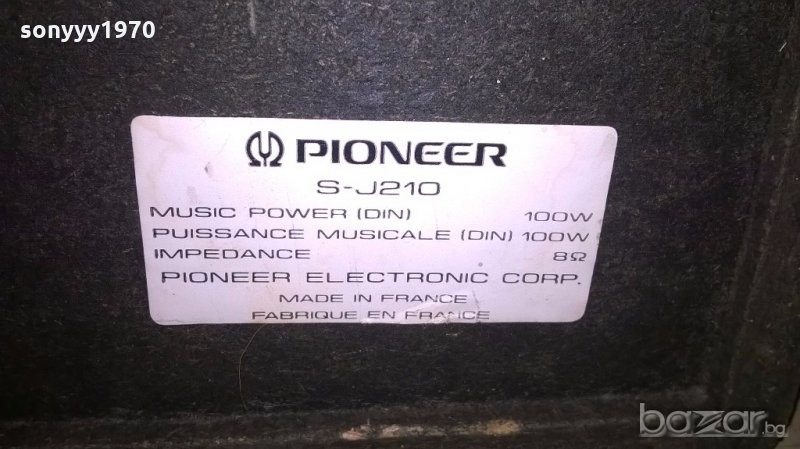 sonyyy1970
PIONEER
S-J210
MUSIC POWER (DIN) 100W
PUISSANCE MUSICALE (DIN) 100W
IMPEDANCE 8Ω
PIONEER ELECTRONIC CORP.
MADE IN FRANCE
FABRIQUE EN FRANCE
bazar.bg